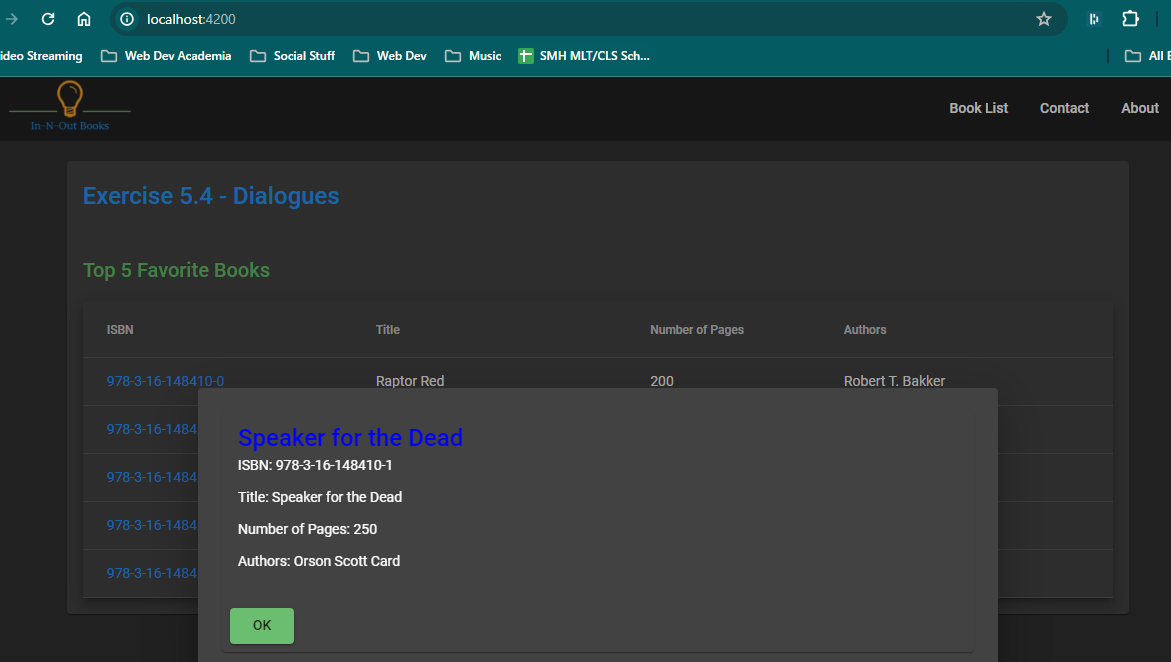 localhost:4200
ideo Streaming Web Dev Academia Social Stuff Web Dev Music SMH MLT/CLS Sch... All
In-N-Out Books
Book List Contact About
Exercise 5.4 - Dialogues
Top 5 Favorite Books
ISBN Title Number of Pages Authors
978-3-16-148410-0 Raptor Red 200 Robert T. Bakker
978-3-16-1484
978-3-16-1484
978-3-16-1484
978-3-16-1484
Speaker for the Dead
ISBN: 978-3-16-148410-1
Title: Speaker for the Dead
Number of Pages: 250
Authors: Orson Scott Card
OK